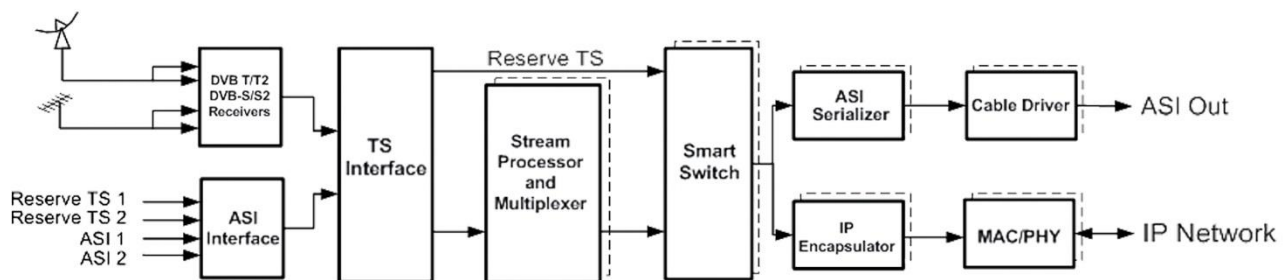 DVB T/T2
DVB-S/S2
Receivers
Reserve TS 1
Reserve TS 2
ASI 1
ASI 2
ASI
Interface
TS
Interface
Reserve TS
Stream
Processor
and
Multiplexer
Smart
Switch
ASI
Serializer
Cable Driver
ASI Out
IP
Encapsulator
MAC/PHY
IP Network